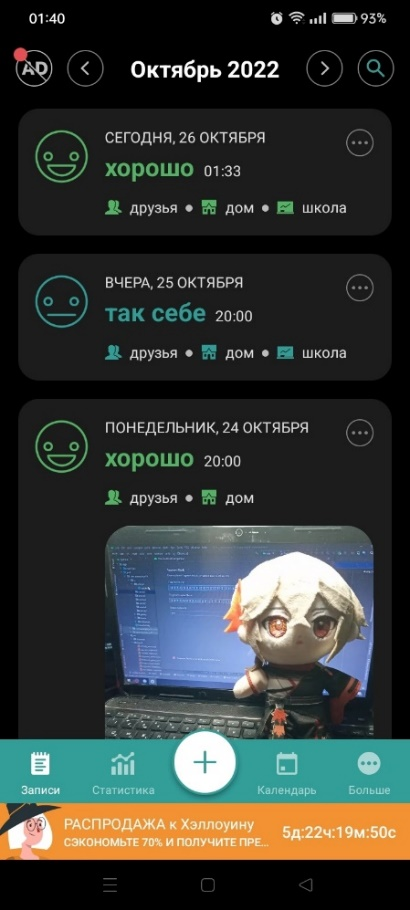 01:40
93%
AD
Октябрь 2022
СЕГОДНЯ, 26 ОКТЯБРЯ
хорошо 01:33
друзья • дом • школа
ВЧЕРА, 25 ОКТЯБРЯ
так себе 20:00
друзья • дом • школа
ПОНЕДЕЛЬНИК, 24 ОКТЯБРЯ
хорошо 20:00
друзья • дом
Записи
Статистика
Календарь
Больше
РАСПРОДАЖА к Хэллоуину
СЭКОНОМЬТЕ 70% И ПОЛУЧИТЕ ПРЕ...
5д:22ч:19м:50с